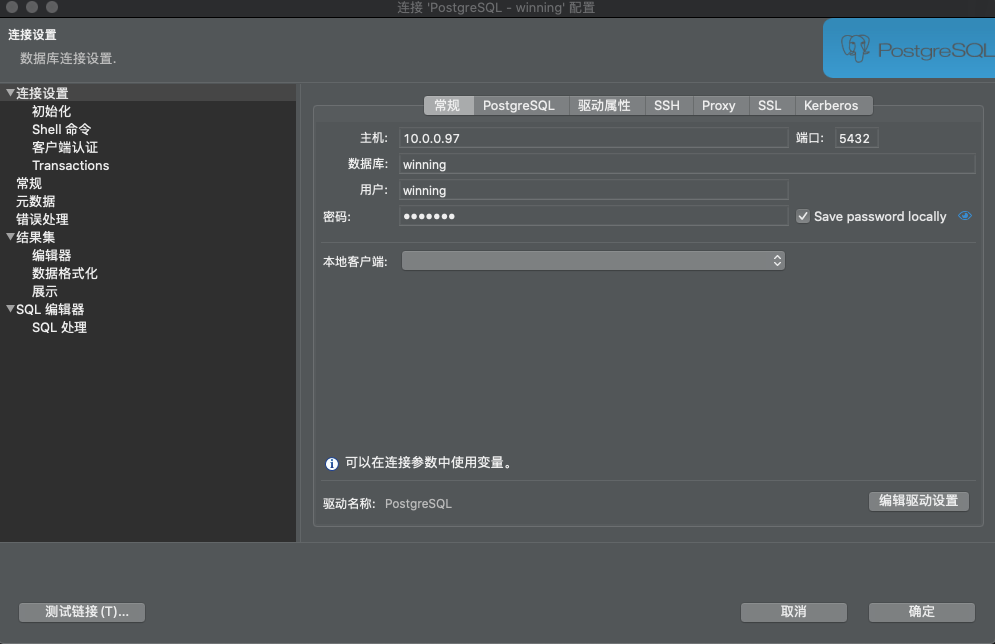 连接 'PostgreSQL - winning' 配置
连接设置
数据库连接设置.
PostgreSQL
连接设置
初始化
Shell 命令
客户端认证
Transactions
常规
元数据
错误处理
结果集
编辑器
数据格式化
展示
SQL 编辑器
SQL 处理
常规 PostgreSQL 驱动属性 SSH Proxy SSL Kerberos
主机: 10.0.0.97 端口: 5432
数据库: winning
用户: winning
密码: ●●●●●●● Save password locally
本地客户端:
可以在连接参数中使用变量。
驱动名称: PostgreSQL 编辑驱动设置
测试链接(T)... 取消 确定